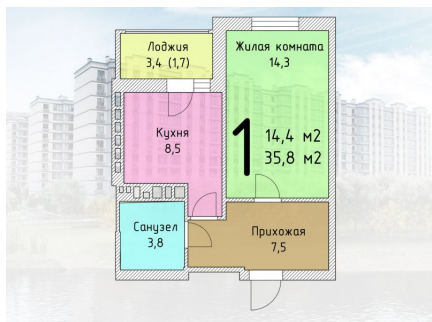 Лоджия
3,4 (1,7)
Жилая комната
14,3
Кухня
8,5
1
14,4 м2
35,8 м2
Санузел
3,8
Прихожая
7,5